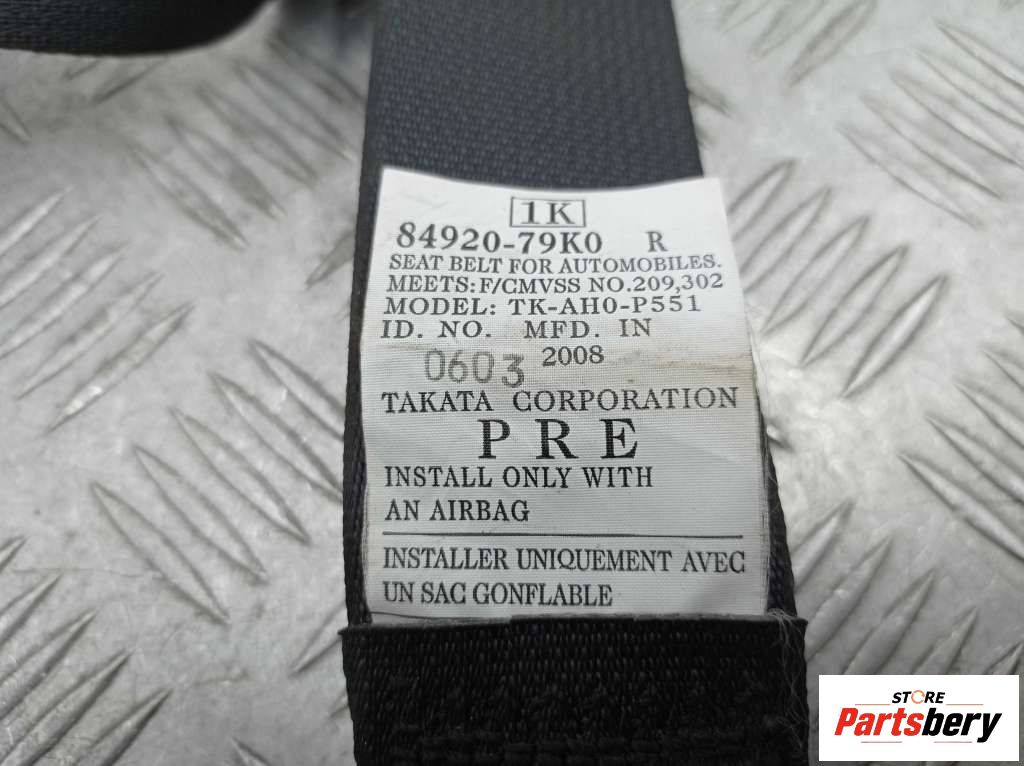 1K
84920-79K0 R
SEAT BELT FOR AUTOMOBILES.
MEETS:F/CMVSS NO.209,302
MODEL: TK-AH0-P551
ID. NO. MFD. IN
0603 2008
TAKATA CORPORATION
PRE
INSTALL ONLY WITH
AN AIRBAG
INSTALLER UNIQUEMENT AVEC
UN SAC GONFLABLE
STORE
Partsbery